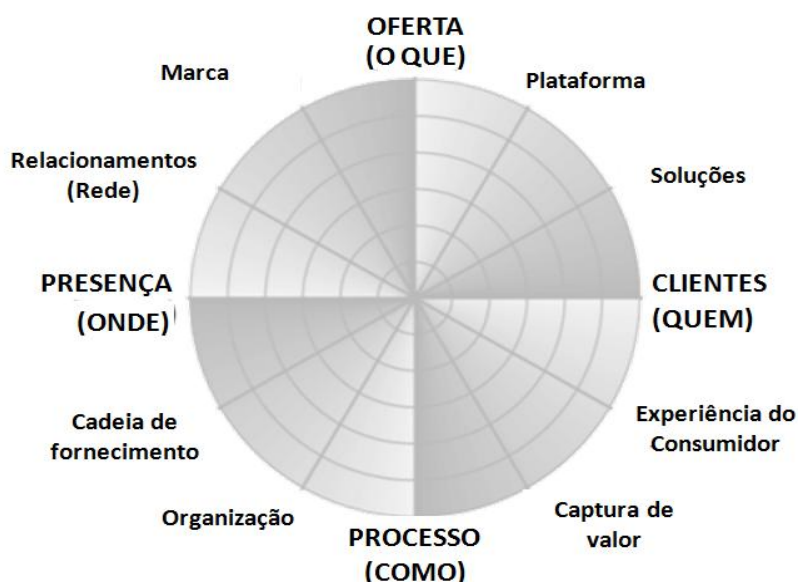 OFERTA
(O QUE)
Marca
Plataforma
Relacionamentos
(Rede)
Soluções
PRESENÇA
(ONDE)
CLIENTES
(QUEM)
Cadeia de
fornecimento
Experiência do
Consumidor
Organização
Captura de
valor
PROCESSO
(COMO)